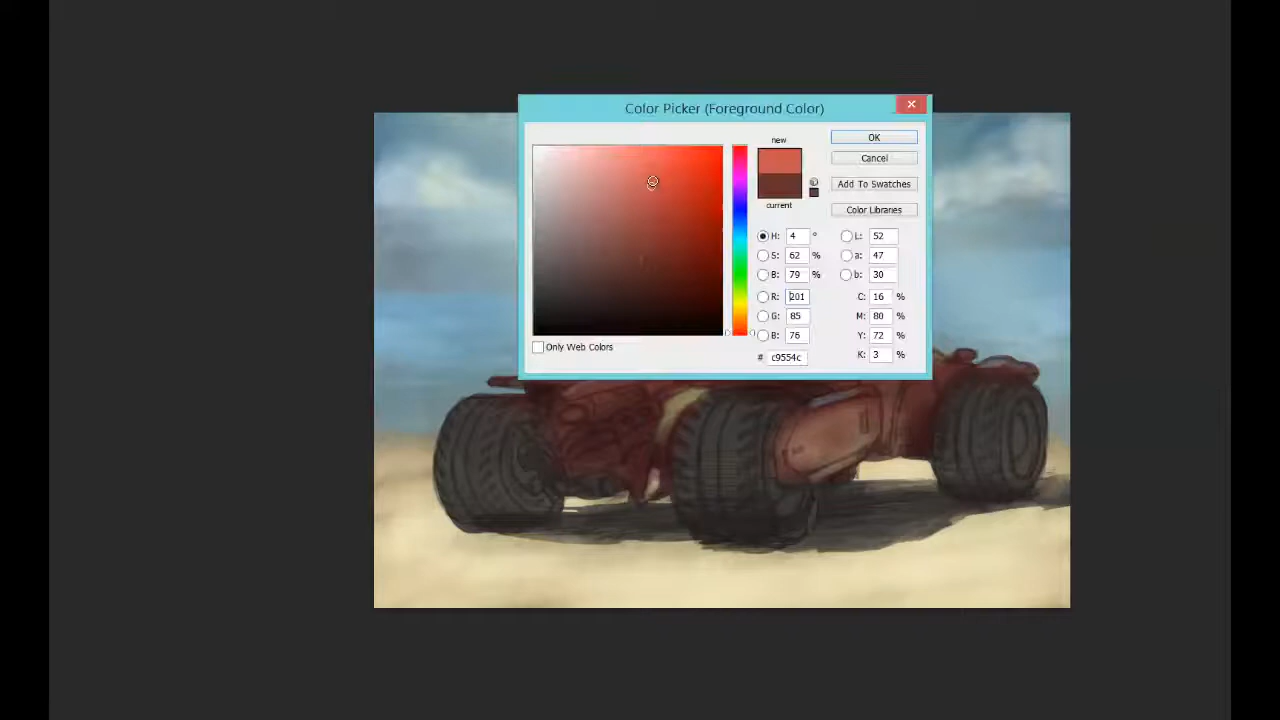 Color Picker (Foreground Color)
new
OK
Cancel
Add To Swatches
current
Color Libraries
H: 4 ° L: 52
S: 62 % a: 47
B: 79 % b: 30
R: 201 C: 16 %
G: 85 M: 80 %
B: 76 Y: 72 %
Only Web Colors
# c9554c K: 3 %